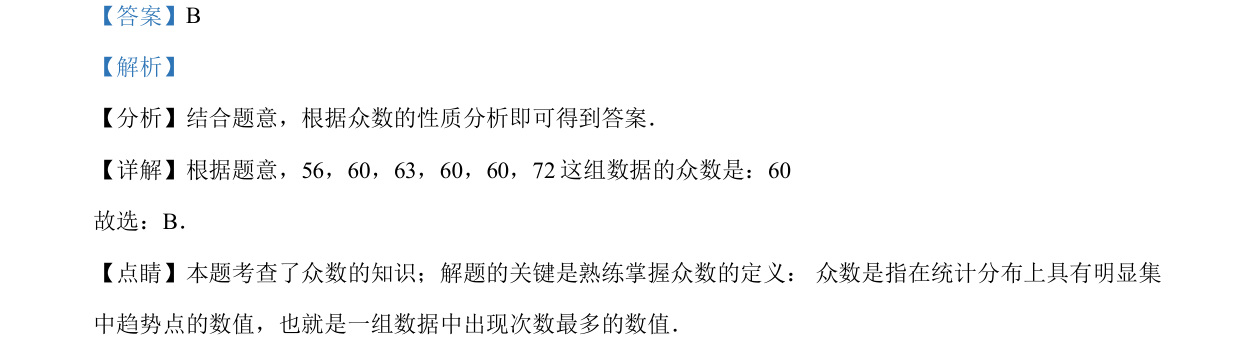 【答案】B
【解析】
【分析】结合题意，根据众数的性质分析即可得到答案．
【详解】根据题意，56，60，63，60，60，72 这组数据的众数是：60
故选：B．
【点睛】本题考查了众数的知识；解题的关键是熟练掌握众数的定义： 众数是指在统计分布上具有明显集
中趋势点的数值，也就是一组数据中出现次数最多的数值．